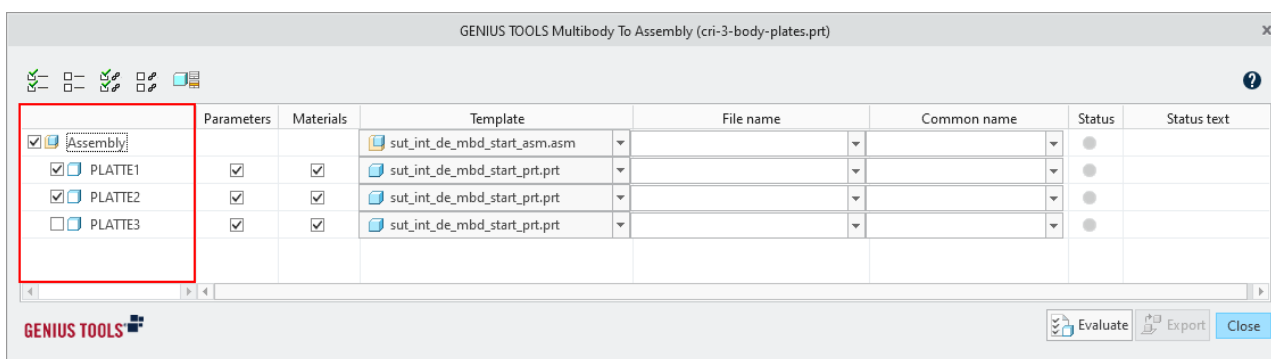 GENIUS TOOLS Multibody To Assembly (cri-3-body-plates.prt)
Parameters Materials Template File name Common name Status Status text
Assembly sut_int_de_mbd_start_asm.asm
PLATTE1 sut_int_de_mbd_start_prt.prt
PLATTE2 sut_int_de_mbd_start_prt.prt
PLATTE3 sut_int_de_mbd_start_prt.prt
GENIUS TOOLS Evaluate Export Close